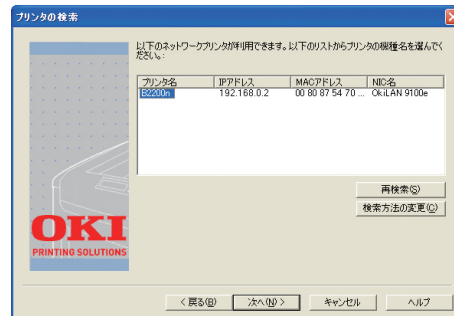 プリンタの検索
以下のネットワークプリンタが利用できます。以下のリストからプリンタの機種名を選んでく
ださい。:
プリンタ名 IPアドレス MACアドレス NIC名
B2200n 192.168.0.2 00 80 87 54 70 ... OkiLAN 9100e
再検索(S)
検索方法の変更(C)
OKI
PRINTING SOLUTIONS
< 戻る(B) 次へ(N) > キャンセル ヘルプ